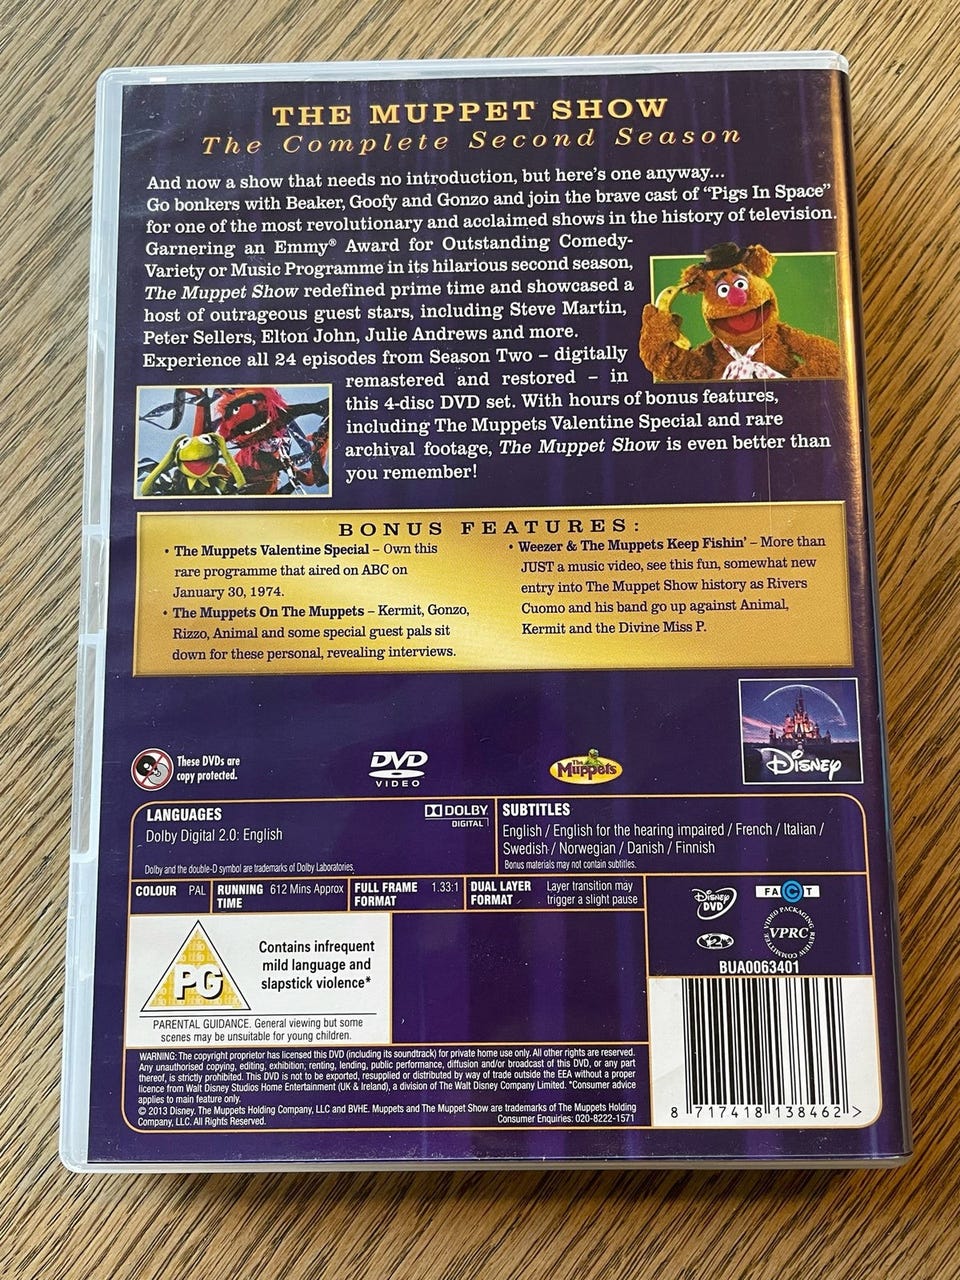 THE MUPPET SHOW
The Complete Second Season
And now a show that needs no introduction, but here's one anyway...
Go bonkers with Beaker, Goofy and Gonzo and join the brave cast of "Pigs In Space"
for one of the most revolutionary and acclaimed shows in the history of television.
Garnering an Emmy® Award for Outstanding Comedy-
Variety or Music Programme in its hilarious second season,
The Muppet Show redefined prime time and showcased a
host of outrageous guest stars, including Steve Martin,
Peter Sellers, Elton John, Julie Andrews and more.
Experience all 24 episodes from Season Two – digitally
remastered and restored – in
this 4-disc DVD set. With hours of bonus features,
including The Muppets Valentine Special and rare
archival footage, The Muppet Show is even better than
you remember!
BONUS FEATURES:
• The Muppets Valentine Special – Own this
rare programme that aired on ABC on
January 30, 1974.
• The Muppets On The Muppets – Kermit, Gonzo,
Rizzo, Animal and some special guest pals sit
down for these personal, revealing interviews.
• Weezer & The Muppets Keep Fishin' – More than
JUST a music video, see this fun, somewhat new
entry into The Muppet Show history as Rivers
Cuomo and his band go up against Animal,
Kermit and the Divine Miss P.
These DVDs are
copy protected.
DVD
VIDEO
The Muppets
Disney
LANGUAGES
Dolby Digital 2.0: English
DOLBY
DIGITAL
Dolby and the double-D symbol are trademarks of Dolby Laboratories.
SUBTITLES
English / English for the hearing impaired / French / Italian /
Swedish / Norwegian / Danish / Finnish
Bonus materials may not contain subtitles.
COLOUR PAL
RUNNING TIME 612 Mins Approx
FULL FRAME FORMAT 1.33:1
DUAL LAYER FORMAT Layer transition may
trigger a slight pause
Disney
DVD
FACT
2
VIDEO PACKAGING REVIEW COMMITTEE
VPRC
BUA0063401
PG
Contains infrequent
mild language and
slapstick violence*
PARENTAL GUIDANCE. General viewing but some
scenes may be unsuitable for young children.
WARNING: The copyright proprietor has licensed this DVD (including its soundtrack) for private home use only. All other rights are reserved.
Any unauthorised copying, editing, exhibition, renting, lending, public performance, diffusion and/or broadcast of this DVD, or any part
thereof, is strictly prohibited. This DVD is not to be exported, resupplied or distributed by way of trade outside the EEA without a proper
licence from Walt Disney Studios Home Entertainment (UK & Ireland), a division of The Walt Disney Company Limited. *Consumer advice
applies to main feature only.
© 2013 Disney. The Muppets Holding Company, LLC and BVHE. Muppets and The Muppet Show are trademarks of The Muppets Holding
Company, LLC. All Rights Reserved.
Consumer Enquiries: 020-8222-1571
8 717418 138462 >